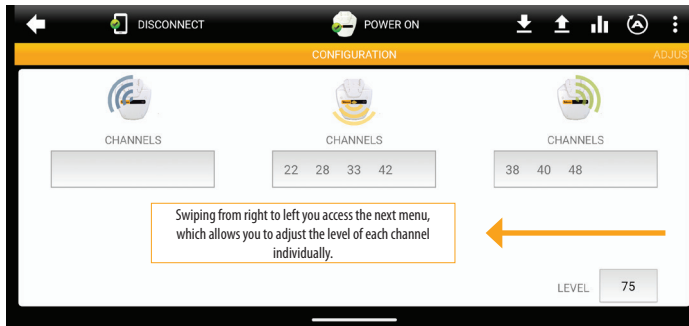 DISCONNECT POWER ON
CONFIGURATION ADJUS
CHANNELS CHANNELS CHANNELS
22 28 33 42 38 40 48
Swiping from right to left you access the next menu,
which allows you to adjust the level of each channel
individually.
LEVEL 75